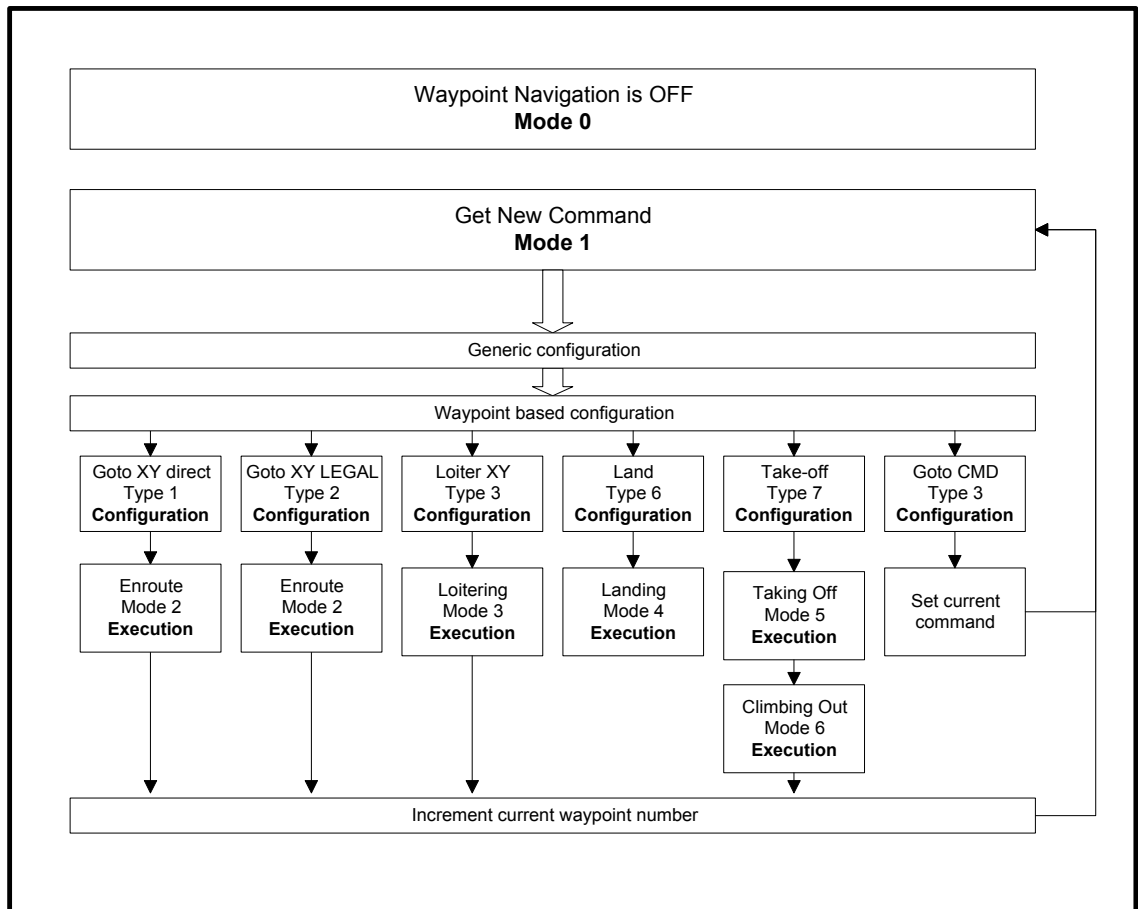 Waypoint Navigation is OFF
Mode 0
Get New Command
Mode 1
Generic configuration
Waypoint based configuration
Goto XY direct
Type 1
Configuration
Goto XY LEGAL
Type 2
Configuration
Loiter XY
Type 3
Configuration
Land
Type 6
Configuration
Take-off
Type 7
Configuration
Goto CMD
Type 3
Configuration
Enroute
Mode 2
Execution
Enroute
Mode 2
Execution
Loitering
Mode 3
Execution
Landing
Mode 4
Execution
Taking Off
Mode 5
Execution
Set current
command
Climbing Out
Mode 6
Execution
Increment current waypoint number